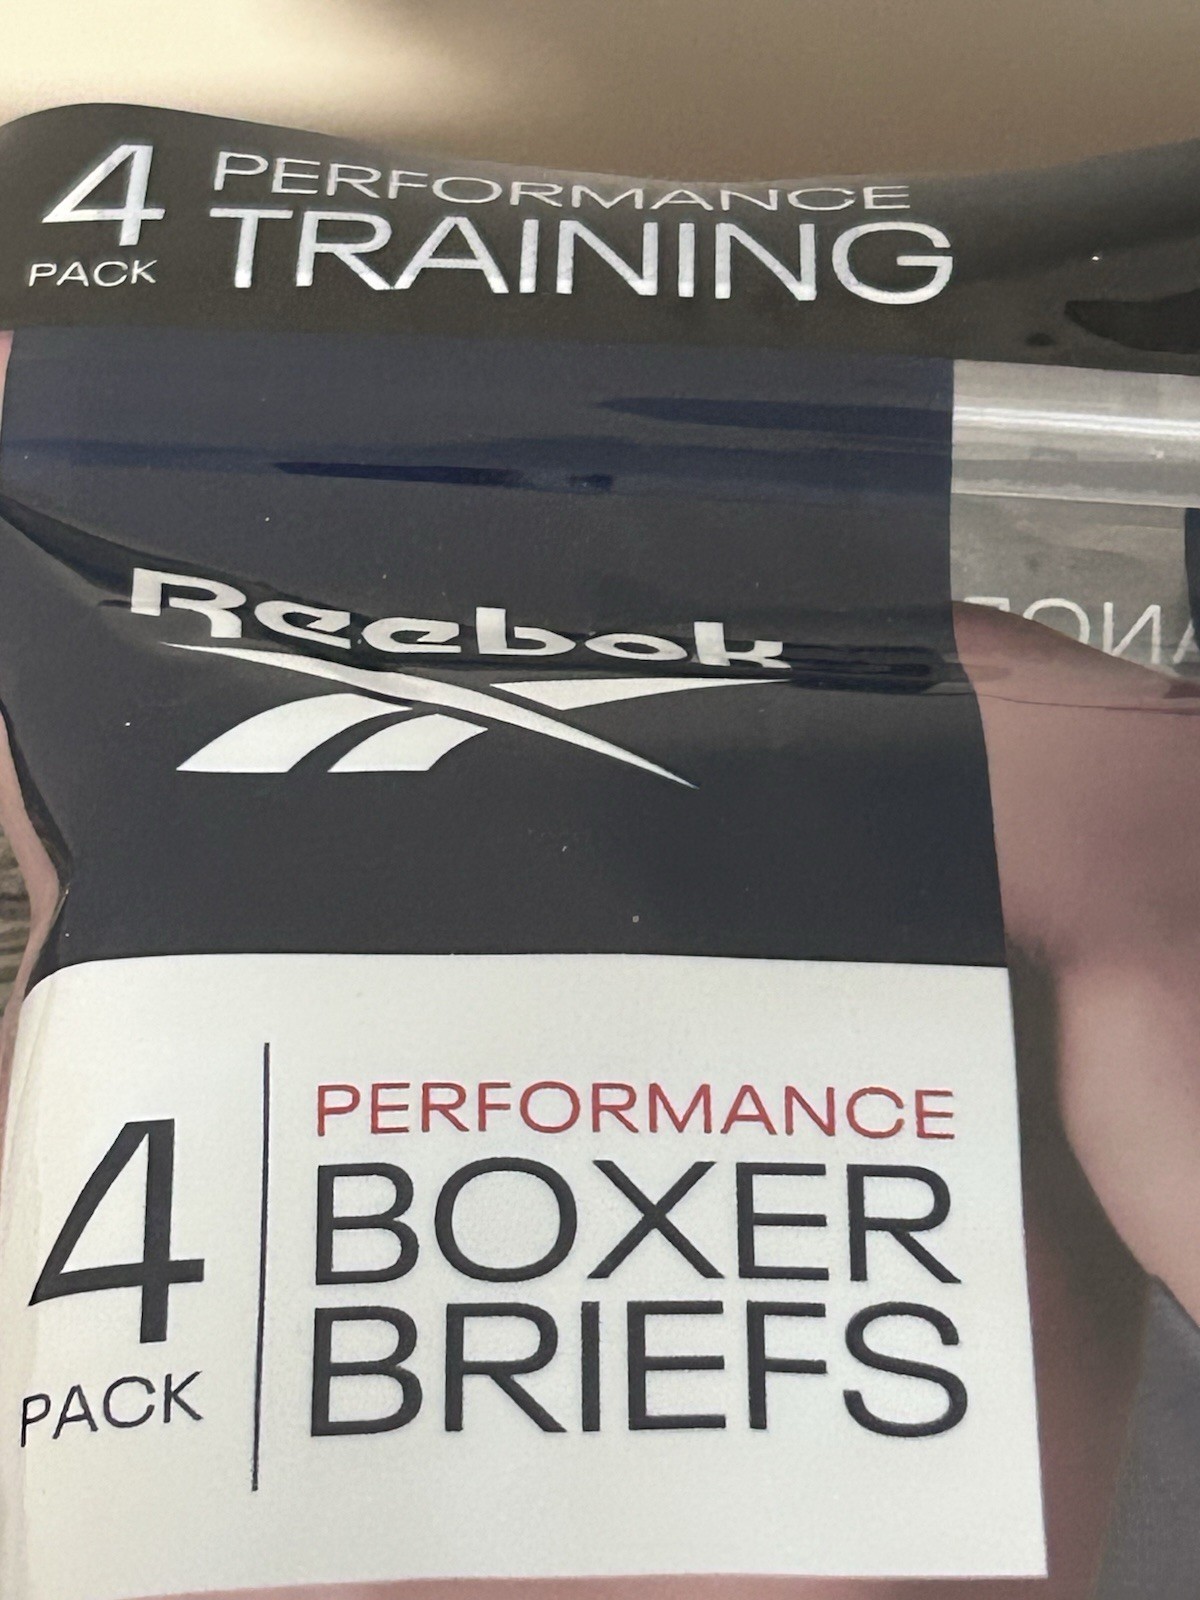 4 PERFORMANCE
PACK TRAINING
Reebok
4
PACK
PERFORMANCE
BOXER
BRIEFS